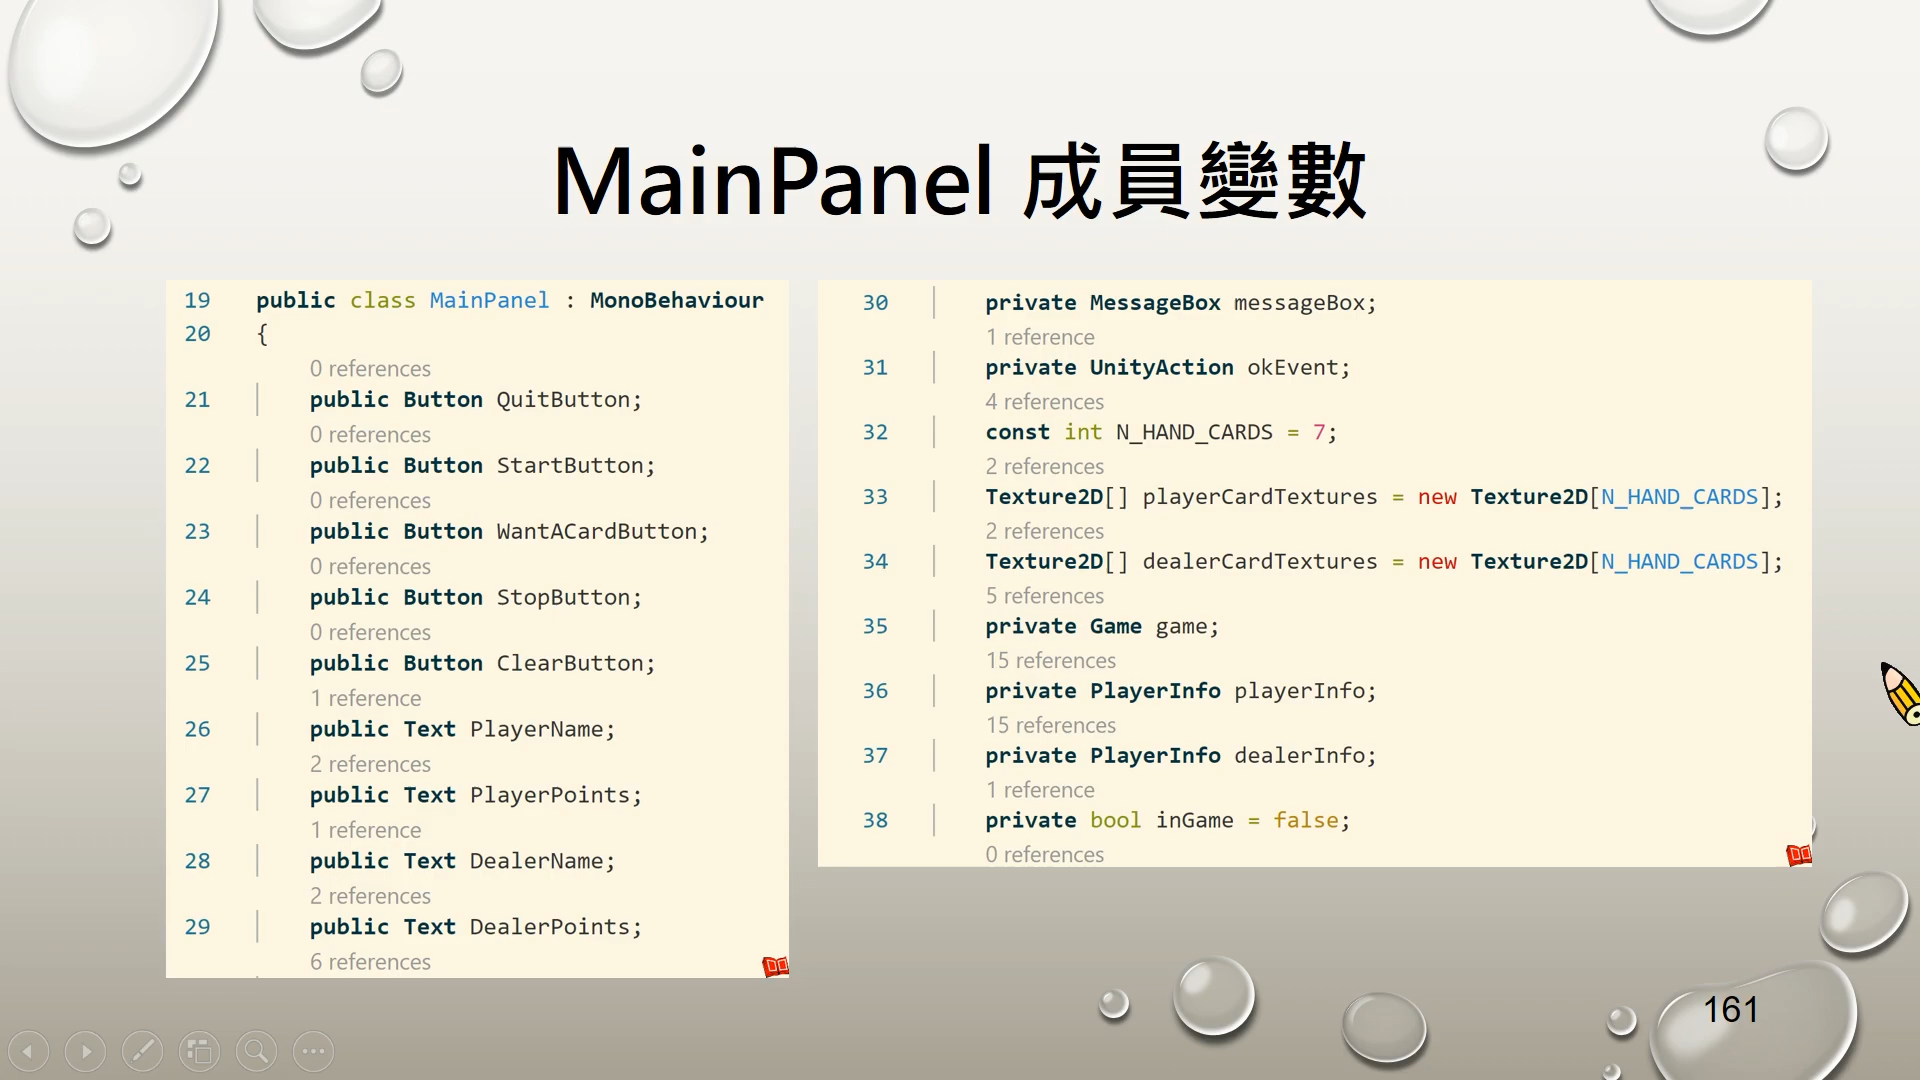 MainPanel 成員變數
19 public class MainPanel : MonoBehaviour
20 {
0 references
21 public Button QuitButton;
0 references
22 public Button StartButton;
0 references
23 public Button WantACardButton;
0 references
24 public Button StopButton;
0 references
25 public Button ClearButton;
1 reference
26 public Text PlayerName;
2 references
27 public Text PlayerPoints;
1 reference
28 public Text DealerName;
2 references
29 public Text DealerPoints;
6 references
30 private MessageBox messageBox;
1 reference
31 private UnityAction okEvent;
4 references
32 const int N_HAND_CARDS = 7;
2 references
33 Texture2D[] playerCardTextures = new Texture2D[N_HAND_CARDS];
2 references
34 Texture2D[] dealerCardTextures = new Texture2D[N_HAND_CARDS];
5 references
35 private Game game;
15 references
36 private PlayerInfo playerInfo;
15 references
37 private PlayerInfo dealerInfo;
1 reference
38 private bool inGame = false;
0 references
161